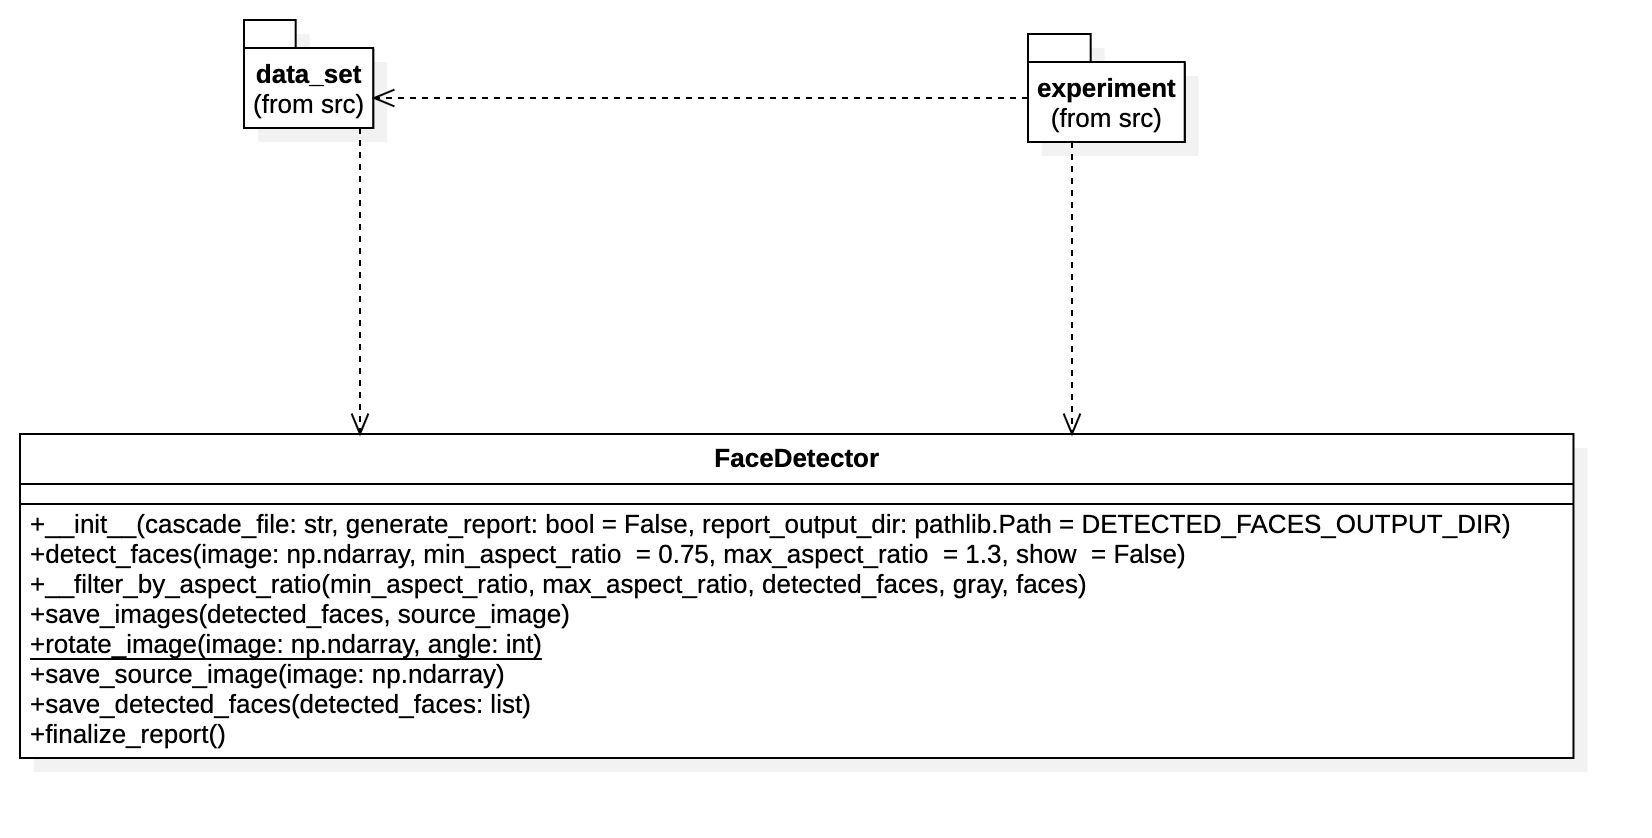 data_set
(from src)
experiment
(from src)
FaceDetector
+__init__(cascade_file: str, generate_report: bool = False, report_output_dir: pathlib.Path = DETECTED_FACES_OUTPUT_DIR)
+detect_faces(image: np.ndarray, min_aspect_ratio  = 0.75, max_aspect_ratio  = 1.3, show  = False)
+__filter_by_aspect_ratio(min_aspect_ratio, max_aspect_ratio, detected_faces, gray, faces)
+save_images(detected_faces, source_image)
+rotate_image(image: np.ndarray, angle: int)
+save_source_image(image: np.ndarray)
+save_detected_faces(detected_faces: list)
+finalize_report()